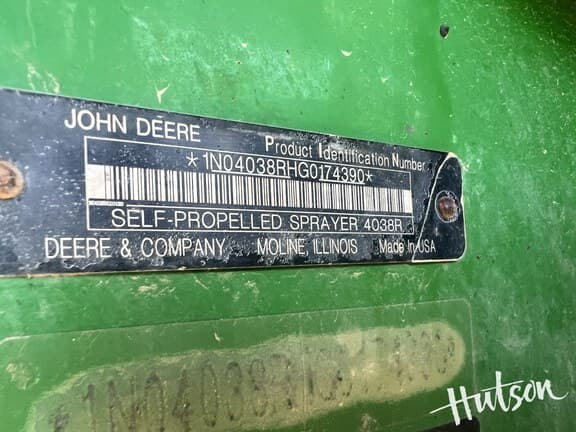 JOHN DEERE
Product Identification Number
*1N04038RHG0174390*
SELF-PROPELLED SPRAYER 4038R
DEERE & COMPANY MOLINE, ILLINOIS Made In USA
Hutson